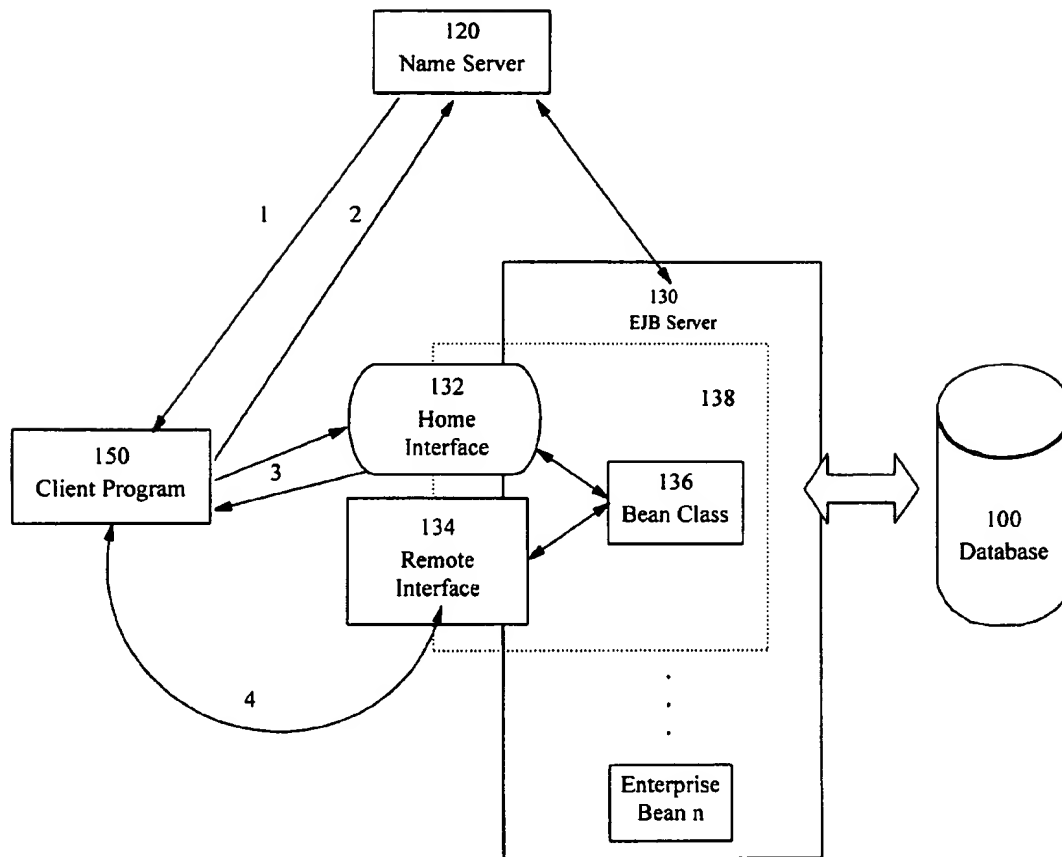 120
Name Server
1
2
130
EJB Server
132
Home
Interface
138
150
Client Program
3
136
Bean Class
134
Remote
Interface
100
Database
4
Enterprise
Bean n